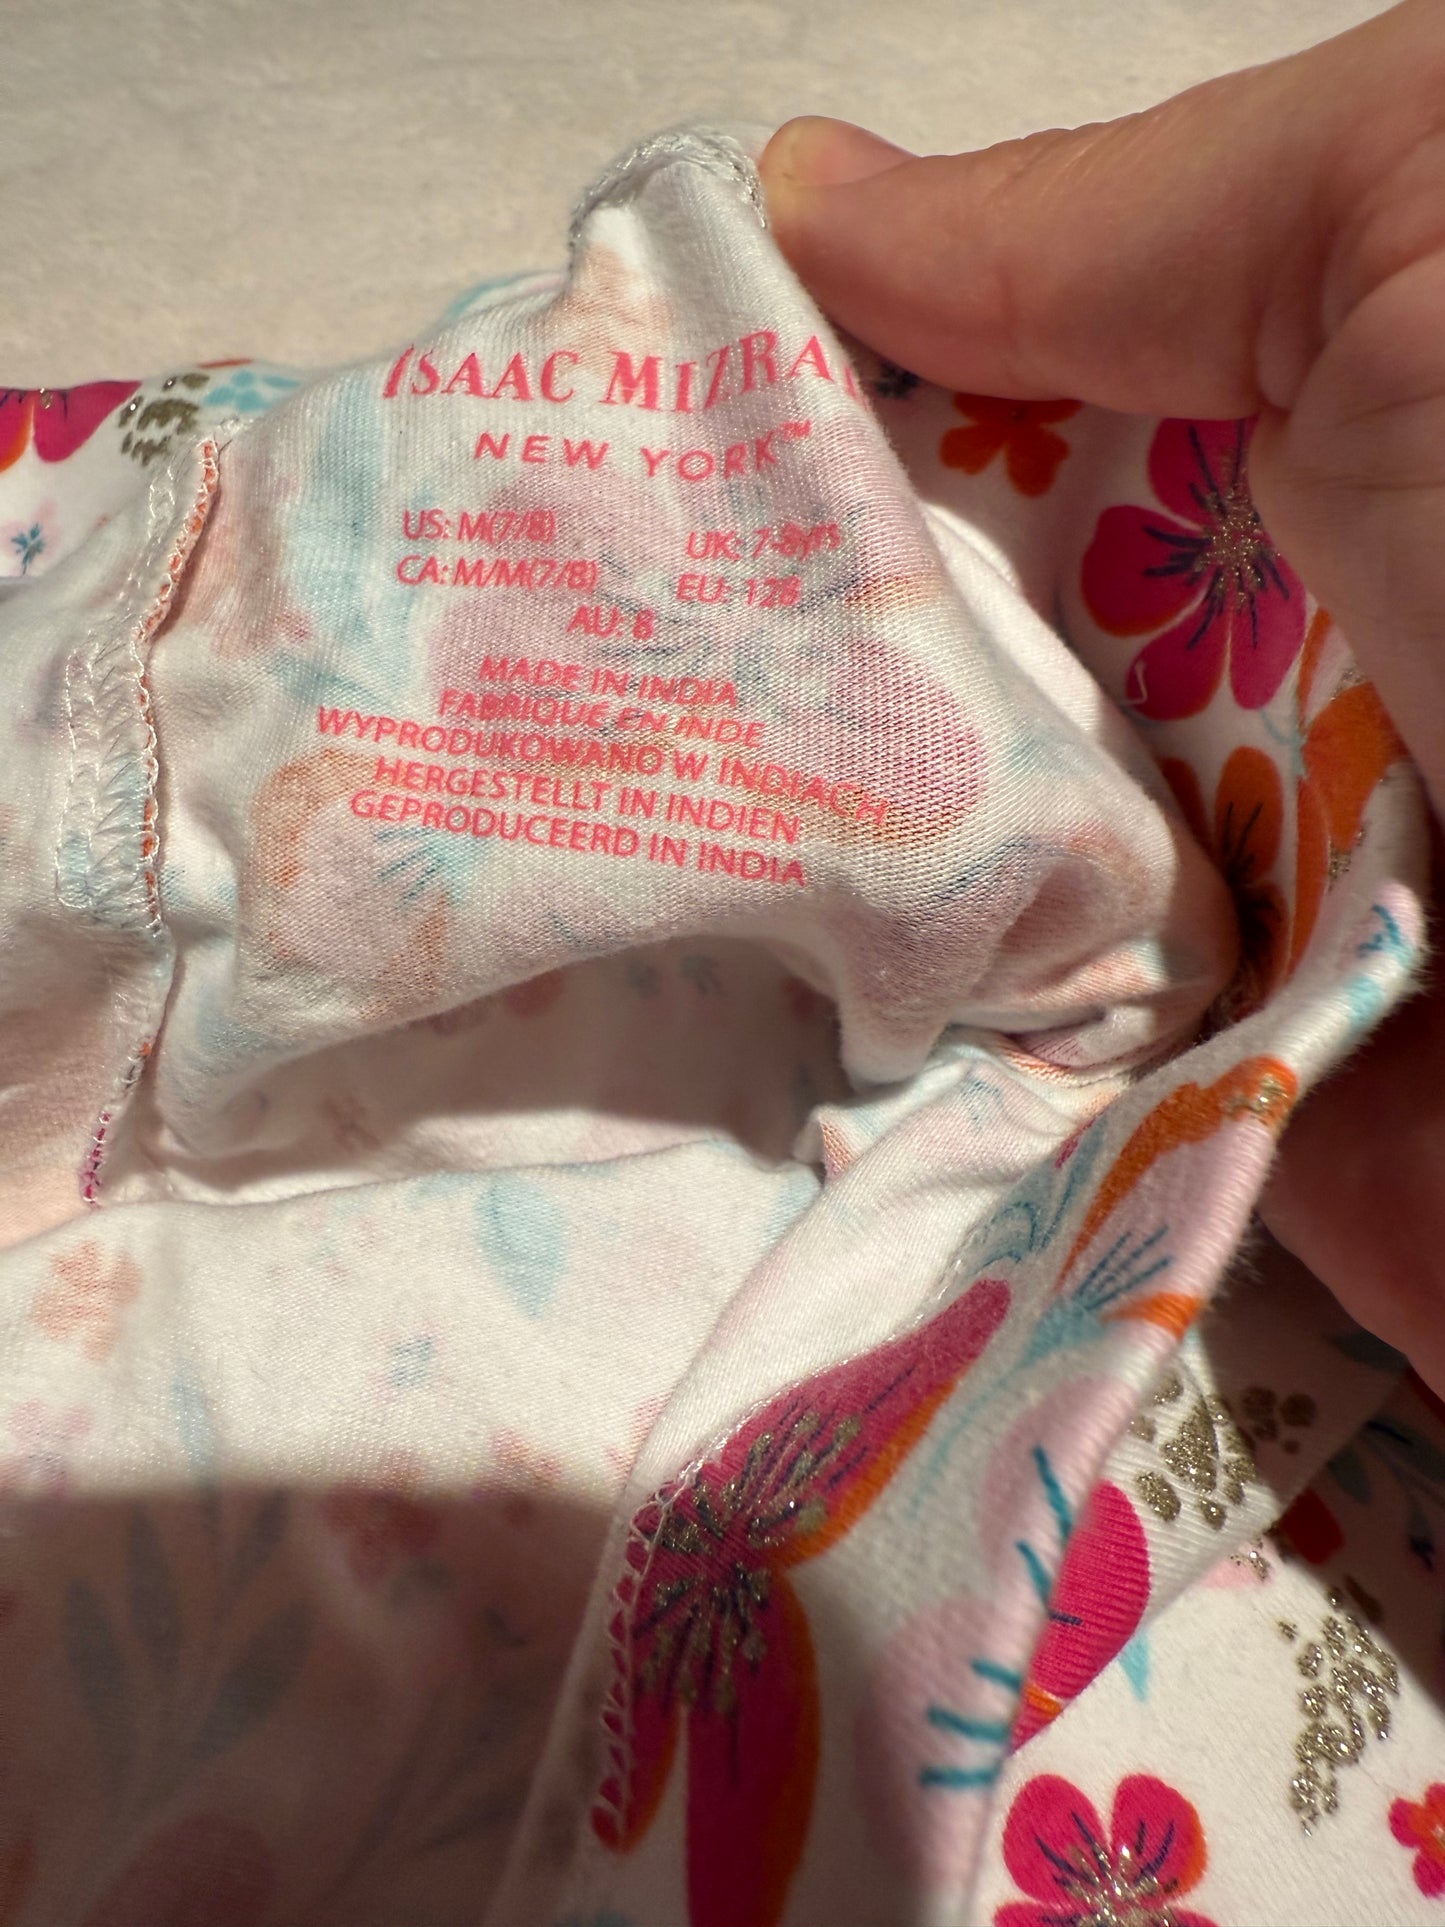 ISAAC MIZRA
NEW YORK™
US: M(7/8) UK: 7-8yrs
CA: M/M(7/8) EU: 128
AU: 8
MADE IN INDIA
FABRIQUE EN INDE
WYPRODUKOWANO W INDIACH
HERGESTELLT IN INDIEN
GEPRODUCEERD IN INDIA